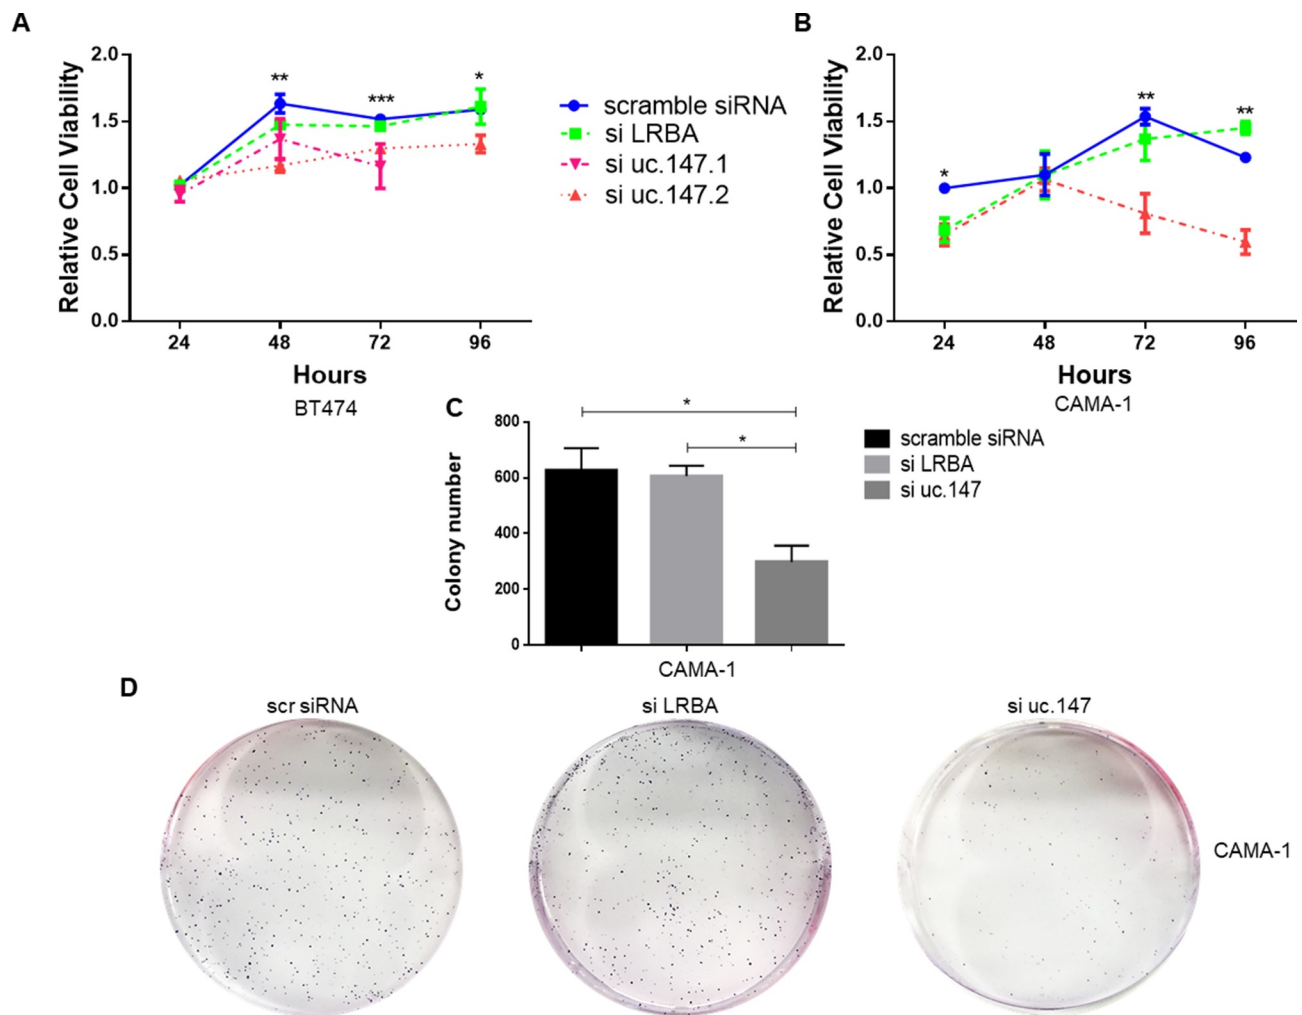 A
Relative Cell Viability
2.0
1.5
1.0
0.5
0.0
**
***
*
24 48 72 96
Hours
BT474
scramble siRNA
si LRBA
si uc.147.1
si uc.147.2
B
Relative Cell Viability
2.0
1.5
1.0
0.5
0.0
*
**
**
24 48 72 96
Hours
CAMA-1
C
Colony number
800
600
400
200
0
*
*
CAMA-1
scramble siRNA
si LRBA
si uc.147
D
scr siRNA
si LRBA
si uc.147
CAMA-1